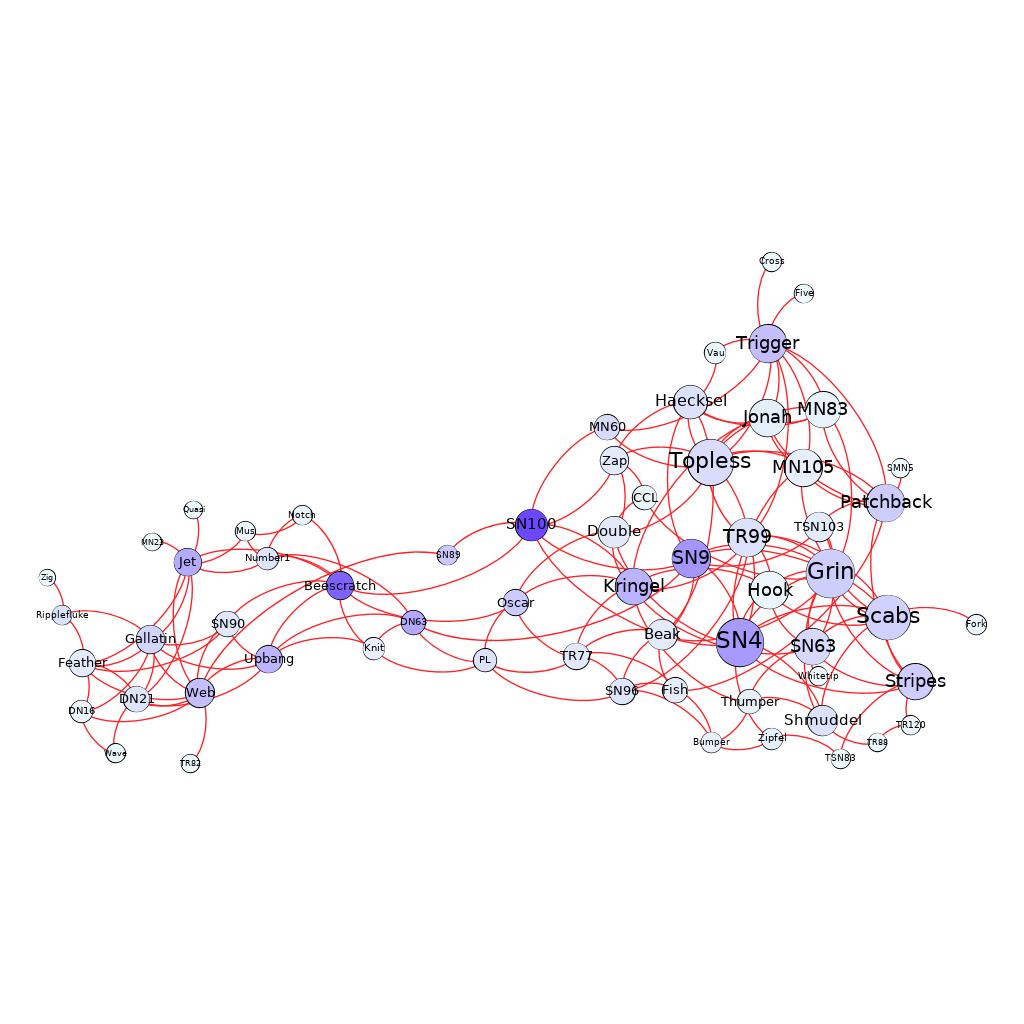 Cross
Five
Trigger
Vau
Haecksel
MN83
Jonah
MN60
Topless
Zap
MN105
SMN5
CCL
Patchback
Quasi
Notch
SN100
TSN103
Mus
Double
TR99
MN23
Number1
SN89
SN9
Jet
Grin
Zig
Beescratch
Kringel
Hook
Oscar
Ripplefluke
Scabs
SN90
DN63
Fork
Gallatin
Beak
SN4
SN63
Knit
Feather
Upbang
PL
TR77
Whitetip
Stripes
DN21
Web
SN96
Fish
Thumper
DN16
Shmuddel
TR120
Wave
Bumper
Zipfel
TR88
TR82
TSN83